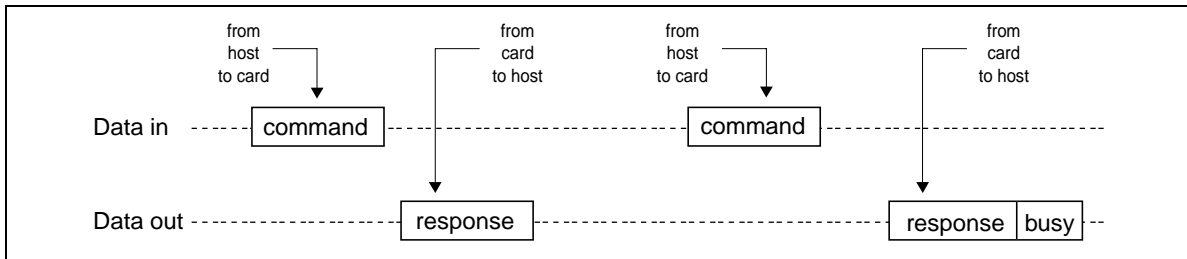 from
host
to card
from
card
to host
from
host
to card
from
card
to host
Data in
command
command
Data out
response
response
busy